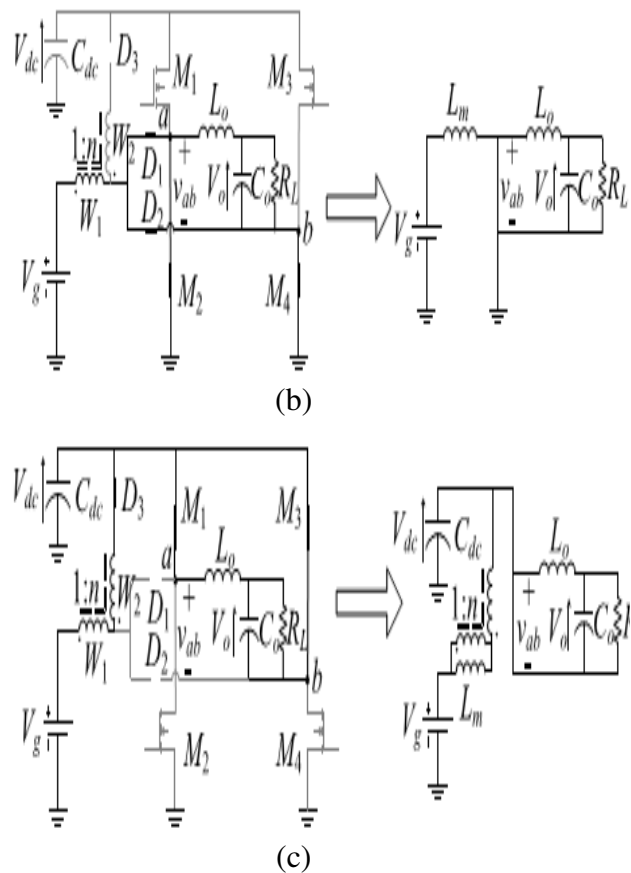 V_dc C_dc D_3 M_1 M_3
a L_o L_m L_o
1:n W_2 D_1 + + 
W_1 D_2 v_ab V_o C_o R_L v_ab V_o C_o R_L
b
V_g M_2 M_4 V_g
(b)
V_dc C_dc D_3 M_1 M_3 V_dc C_dc
a L_o L_o
1:n W_2 D_1 + 1:n +
W_1 D_2 v_ab V_o C_o R_L v_ab V_o C_o
b
V_g M_2 M_4 V_g L_m
(c)